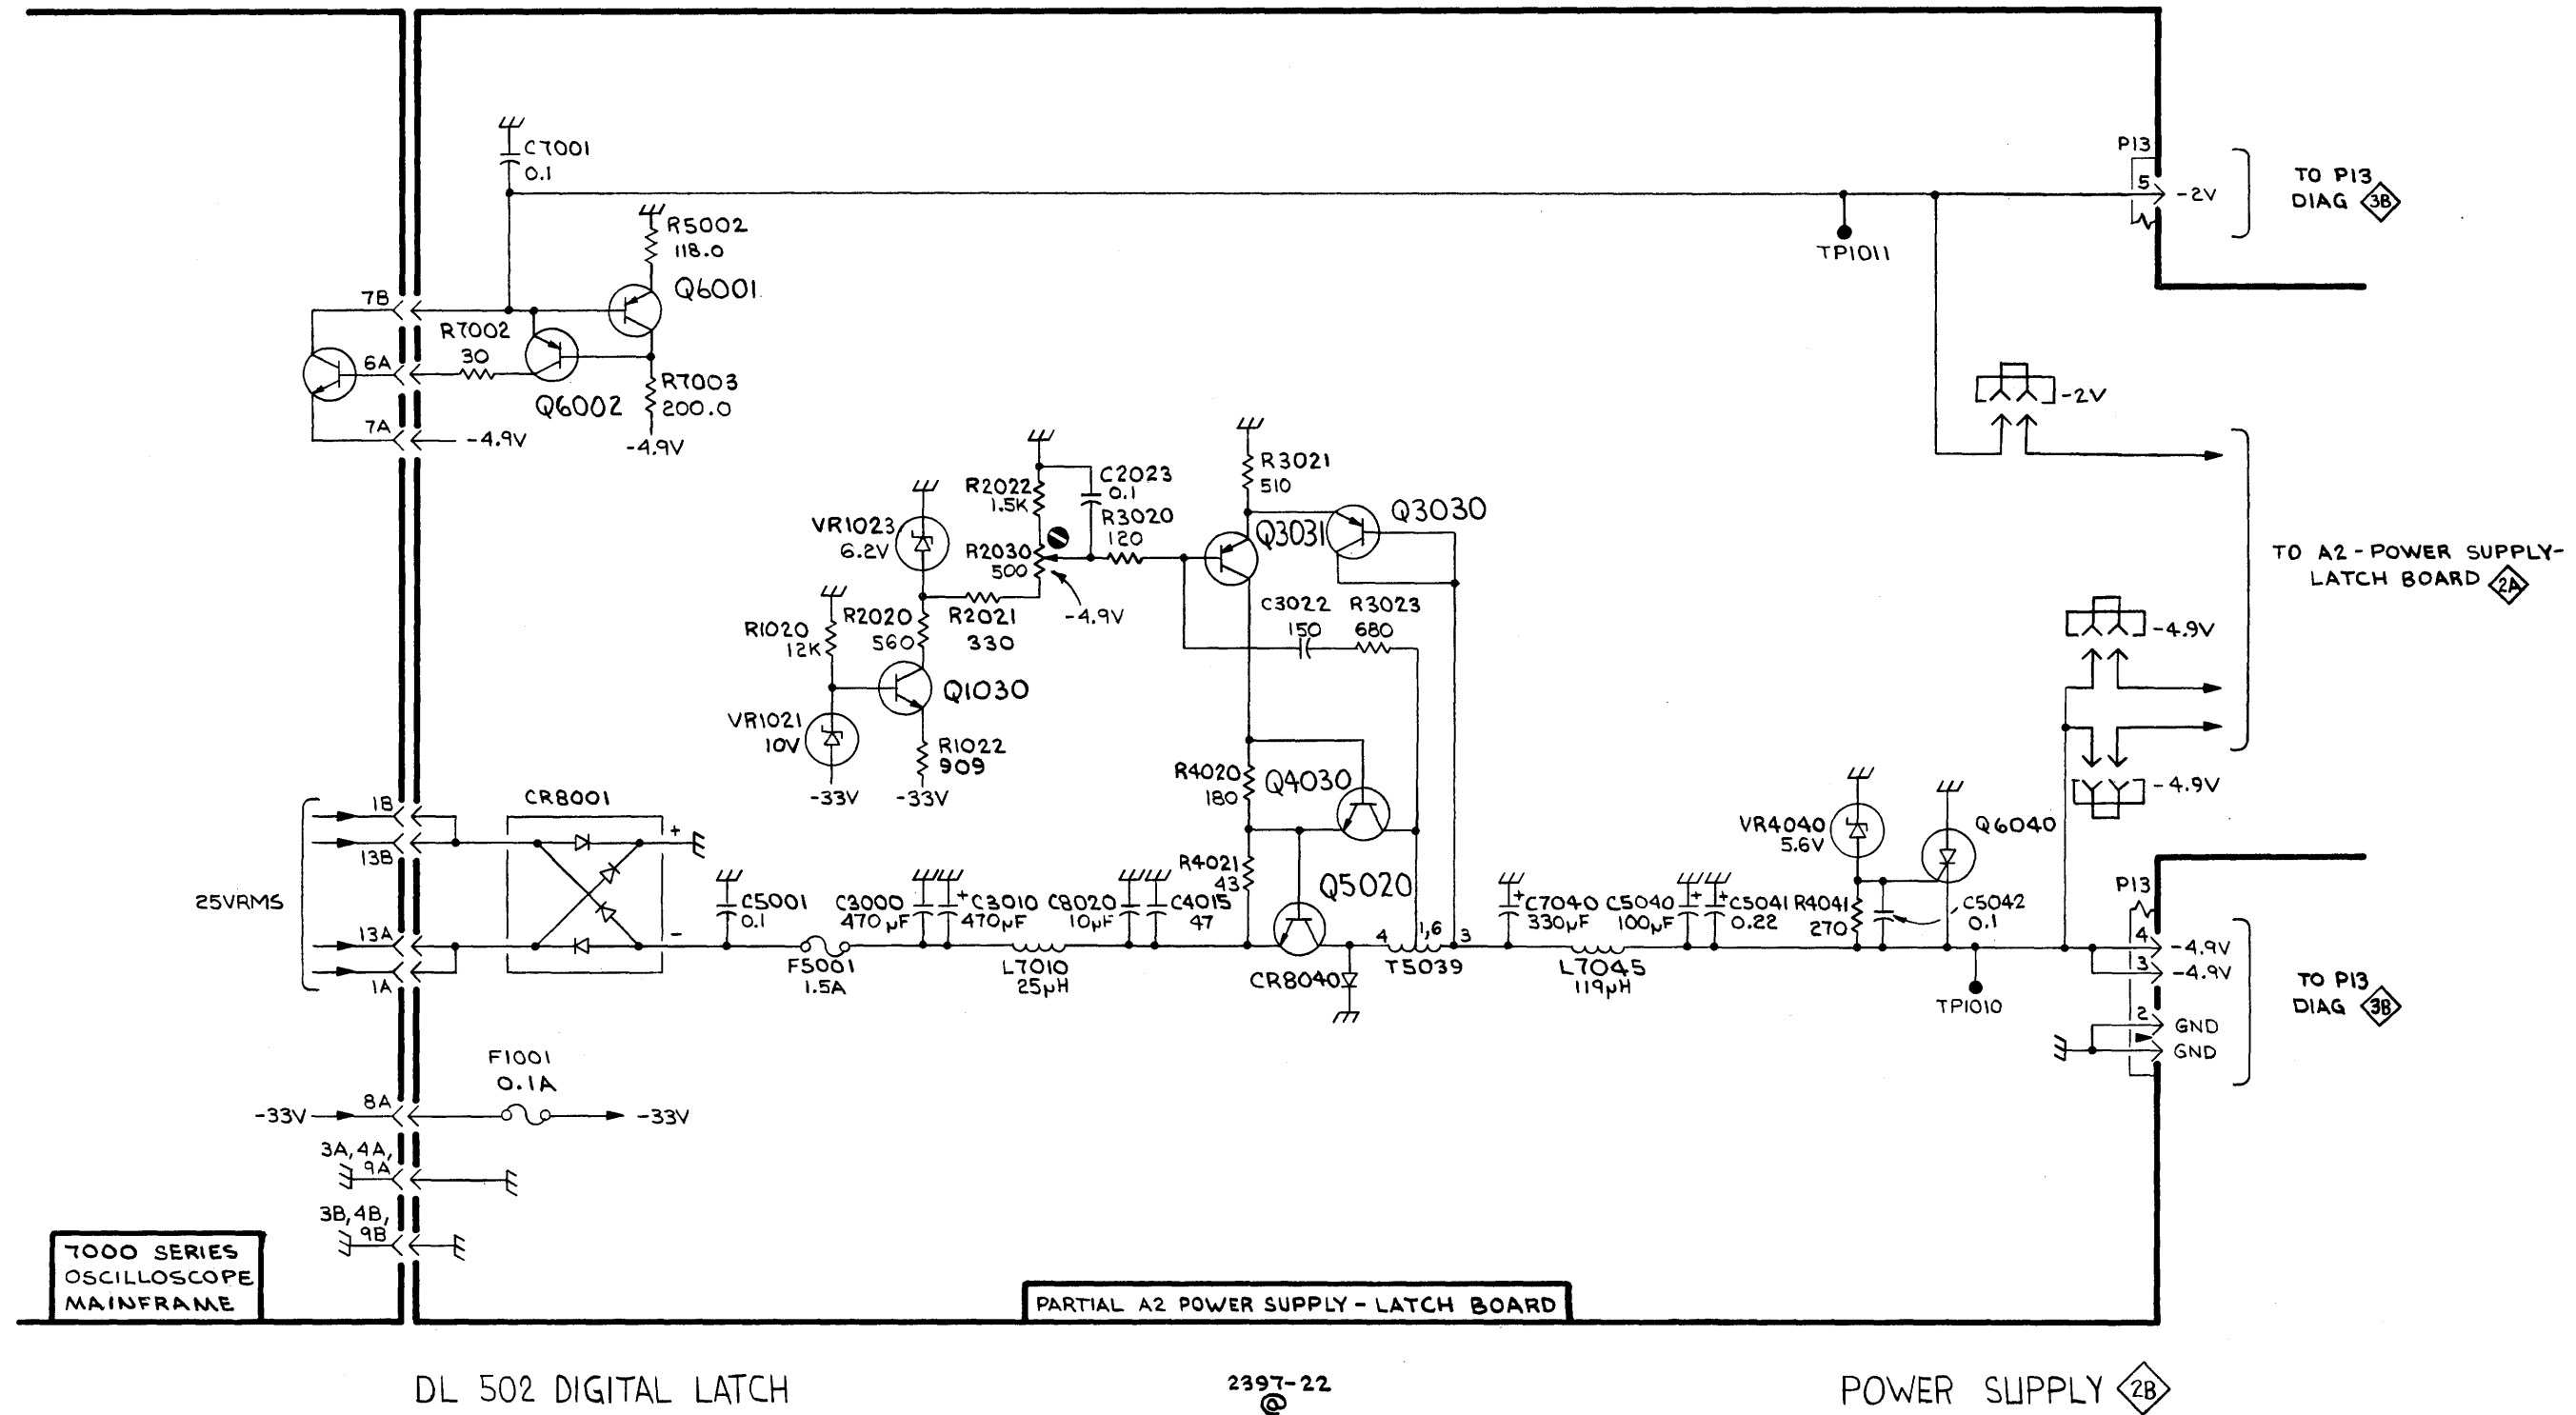 C7001
0.1
R5002
118.0
Q6001
7B
R7002
30
6A
Q6002
R7003
200.0
7A
-4.9V
-4.9V
P13
5
-2V
TO P13
DIAG 3B
TP1011
-2V
R3021
510
Q3030
Q3031
C2023
0.1
R2022
1.5K
R3020
120
VR1023
6.2V
R2030
500
-4.9V
R2021
330
R2020
560
R1020
12K
C3022
150
R3023
680
Q1030
VR1021
10V
R1022
909
-33V
-33V
TO A2-POWER SUPPLY-
LATCH BOARD 2A
-4.9V
-4.9V
R4020
180
Q4030
R4021
43
Q5020
VR4040
5.6V
Q6040
1B
13B
25VRMS
13A
1A
CR8001
+
-
C5001
0.1
F5001
1.5A
C3000
470µF
+
C3010
470µF
L7010
25µH
C8020
10µF
C4015
47
CR8040
4
1,6
3
T5039
+
C7040
330µF
L7045
119µH
C5040
100µF
+
+
C5041
0.22
R4041
270
C5042
0.1
TP1010
P13
4
-4.9V
3
-4.9V
2
GND
GND
TO P13
DIAG 3B
F1001
0.1A
-33V
8A
-33V
3A,4A,
9A
3B,4B,
9B
7000 SERIES
OSCILLOSCOPE
MAINFRAME
PARTIAL A2 POWER SUPPLY-LATCH BOARD
DL 502 DIGITAL LATCH
2397-22
@
POWER SUPPLY 2B